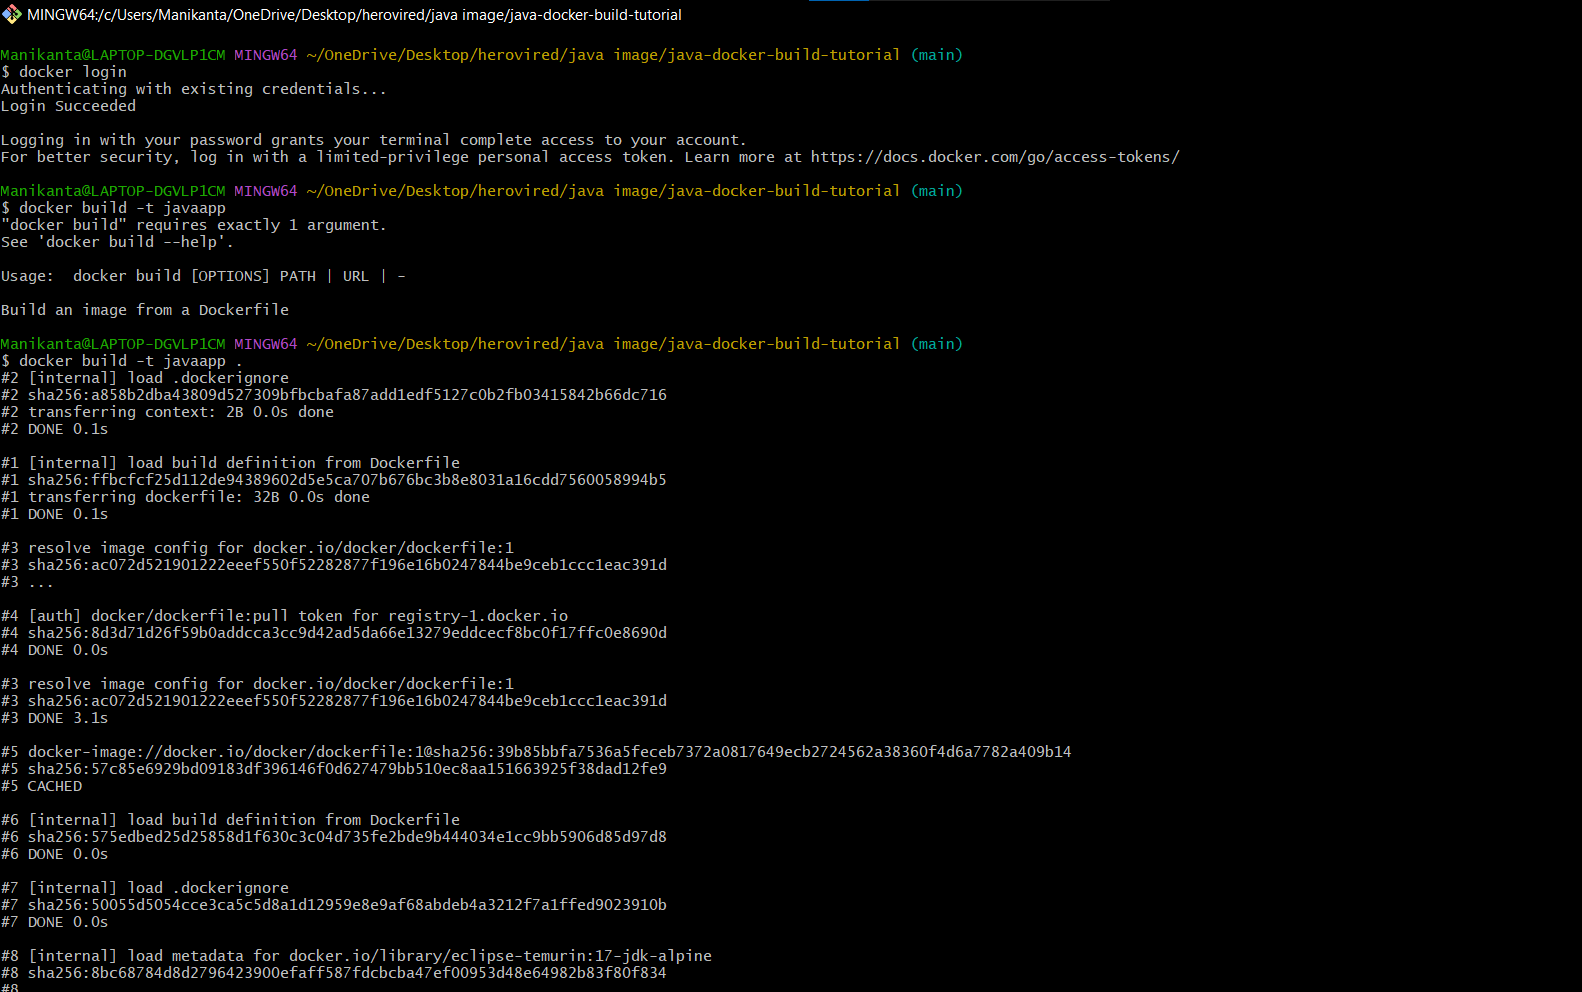 MINGW64:/c/Users/Manikanta/OneDrive/Desktop/herovired/java image/java-docker-build-tutorial
Manikanta@LAPTOP-DGVLP1CM MINGW64 ~/OneDrive/Desktop/herovired/java image/java-docker-build-tutorial (main)
$ docker login
Authenticating with existing credentials...
Login Succeeded
Logging in with your password grants your terminal complete access to your account.
For better security, log in with a limited-privilege personal access token. Learn more at https://docs.docker.com/go/access-tokens/
Manikanta@LAPTOP-DGVLP1CM MINGW64 ~/OneDrive/Desktop/herovired/java image/java-docker-build-tutorial (main)
$ docker build -t javaapp
"docker build" requires exactly 1 argument.
See 'docker build --help'.
Usage:  docker build [OPTIONS] PATH | URL | -
Build an image from a Dockerfile
Manikanta@LAPTOP-DGVLP1CM MINGW64 ~/OneDrive/Desktop/herovired/java image/java-docker-build-tutorial (main)
$ docker build -t javaapp .
#2 [internal] load .dockerignore
#2 sha256:a858b2dba43809d527309bfbcbafa87add1edf5127c0b2fb03415842b66dc716
#2 transferring context: 2B 0.0s done
#2 DONE 0.1s
#1 [internal] load build definition from Dockerfile
#1 sha256:ffbcfcf25d112de94389602d5e5ca707b676bc3b8e8031a16cdd7560058994b5
#1 transferring dockerfile: 32B 0.0s done
#1 DONE 0.1s
#3 resolve image config for docker.io/docker/dockerfile:1
#3 sha256:ac072d521901222eeef550f52282877f196e16b0247844be9ceb1ccc1eac391d
#3 ...
#4 [auth] docker/dockerfile:pull token for registry-1.docker.io
#4 sha256:8d3d71d26f59b0addcca3cc9d42ad5da66e13279eddcecf8bc0f17ffc0e8690d
#4 DONE 0.0s
#3 resolve image config for docker.io/docker/dockerfile:1
#3 sha256:ac072d521901222eeef550f52282877f196e16b0247844be9ceb1ccc1eac391d
#3 DONE 3.1s
#5 docker-image://docker.io/docker/dockerfile:1@sha256:39b85bbfa7536a5feceb7372a0817649ecb2724562a38360f4d6a7782a409b14
#5 sha256:57c85e6929bd09183df396146f0d627479bb510ec8aa151663925f38dad12fe9
#5 CACHED
#6 [internal] load build definition from Dockerfile
#6 sha256:575edbed25d25858d1f630c3c04d735fe2bde9b444034e1cc9bb5906d85d97d8
#6 DONE 0.0s
#7 [internal] load .dockerignore
#7 sha256:50055d5054cce3ca5c5d8a1d12959e8e9af68abdeb4a3212f7a1ffed9023910b
#7 DONE 0.0s
#8 [internal] load metadata for docker.io/library/eclipse-temurin:17-jdk-alpine
#8 sha256:8bc68784d8d2796423900efaff587fdcbcba47ef00953d48e64982b83f80f834
#8